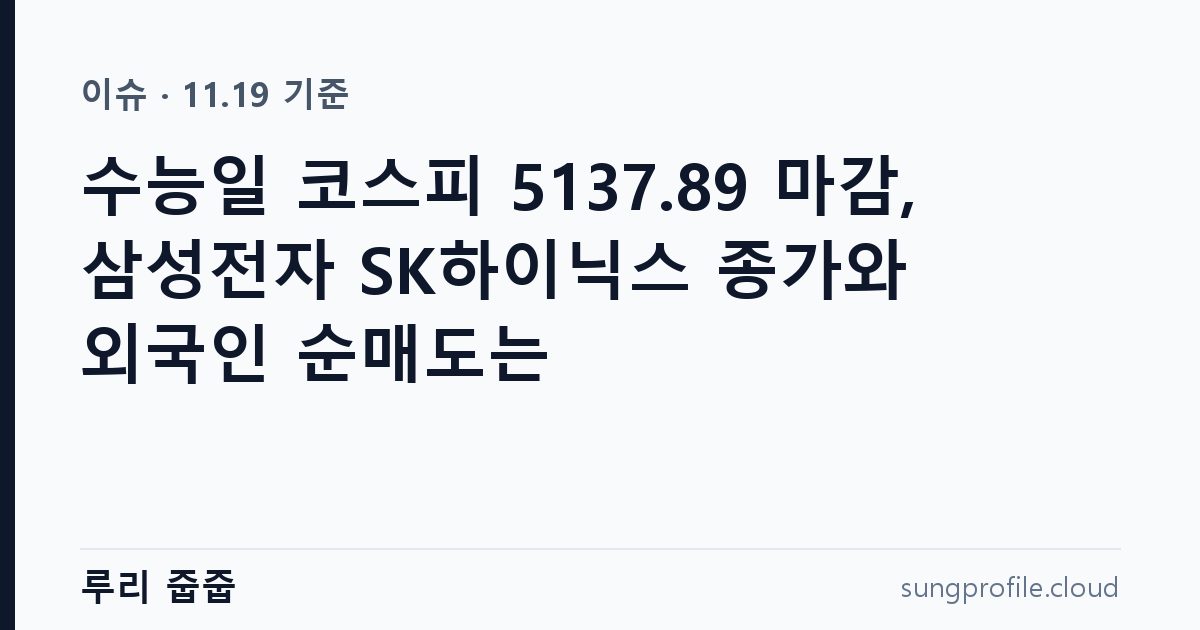 이슈 · 11.19 기준
수능일 코스피 5137.89 마감,
삼성전자 SK하이닉스 종가와
외국인 순매도는
루리 줍줍
sungprofile.cloud